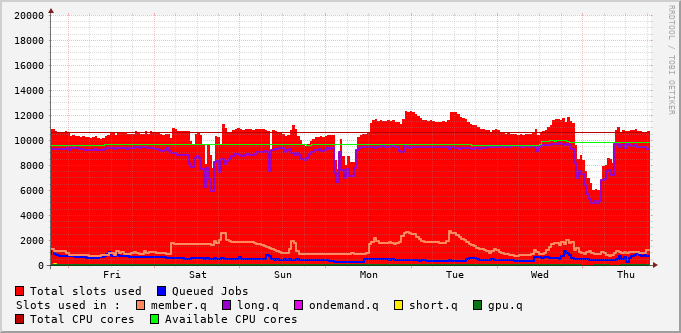 20000
18000
16000
14000
12000
10000
8000
6000
4000
2000
0
Fri Sat Sun Mon Tue Wed Thu
RRDTOOL / TOBI OETIKER
Total slots used Queued Jobs
Slots used in : member.q long.q ondemand.q short.q gpu.q
Total CPU cores Available CPU cores